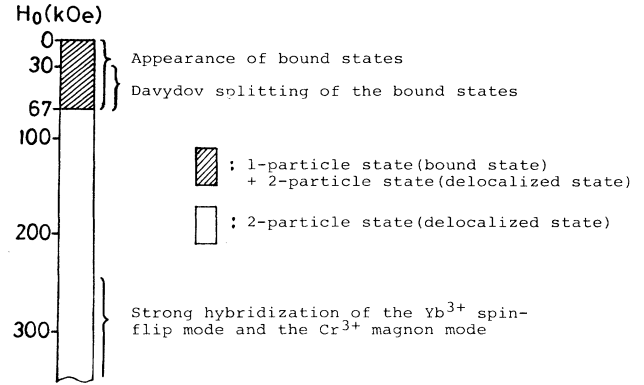 H₀(kOe)
0
30
67
100
200
300
Appearance of bound states
Davydov splitting of the bound states
: 1-particle state(bound state)
+ 2-particle state(delocalized state)
: 2-particle state(delocalized state)
Strong hybridization of the Yb³⁺ spin-
flip mode and the Cr³⁺ magnon mode